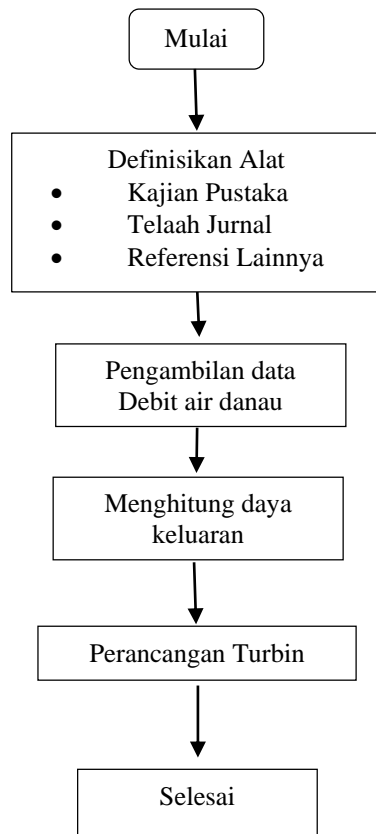 Mulai
Definisikan Alat
• Kajian Pustaka
• Telaah Jurnal
• Referensi Lainnya
Pengambilan data
Debit air danau
Menghitung daya
keluaran
Perancangan Turbin
Selesai